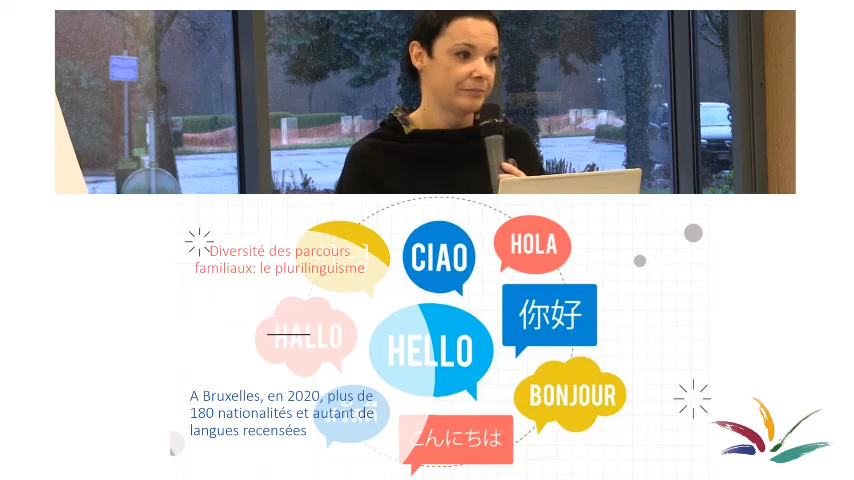 CIAO
HOLA
Diversité des parcours
familiaux: le plurilinguisme
你好
HALLO
HELLO
BONJOUR
A Bruxelles, en 2020, plus de
180 nationalités et autant de
langues recensées
こんにちは